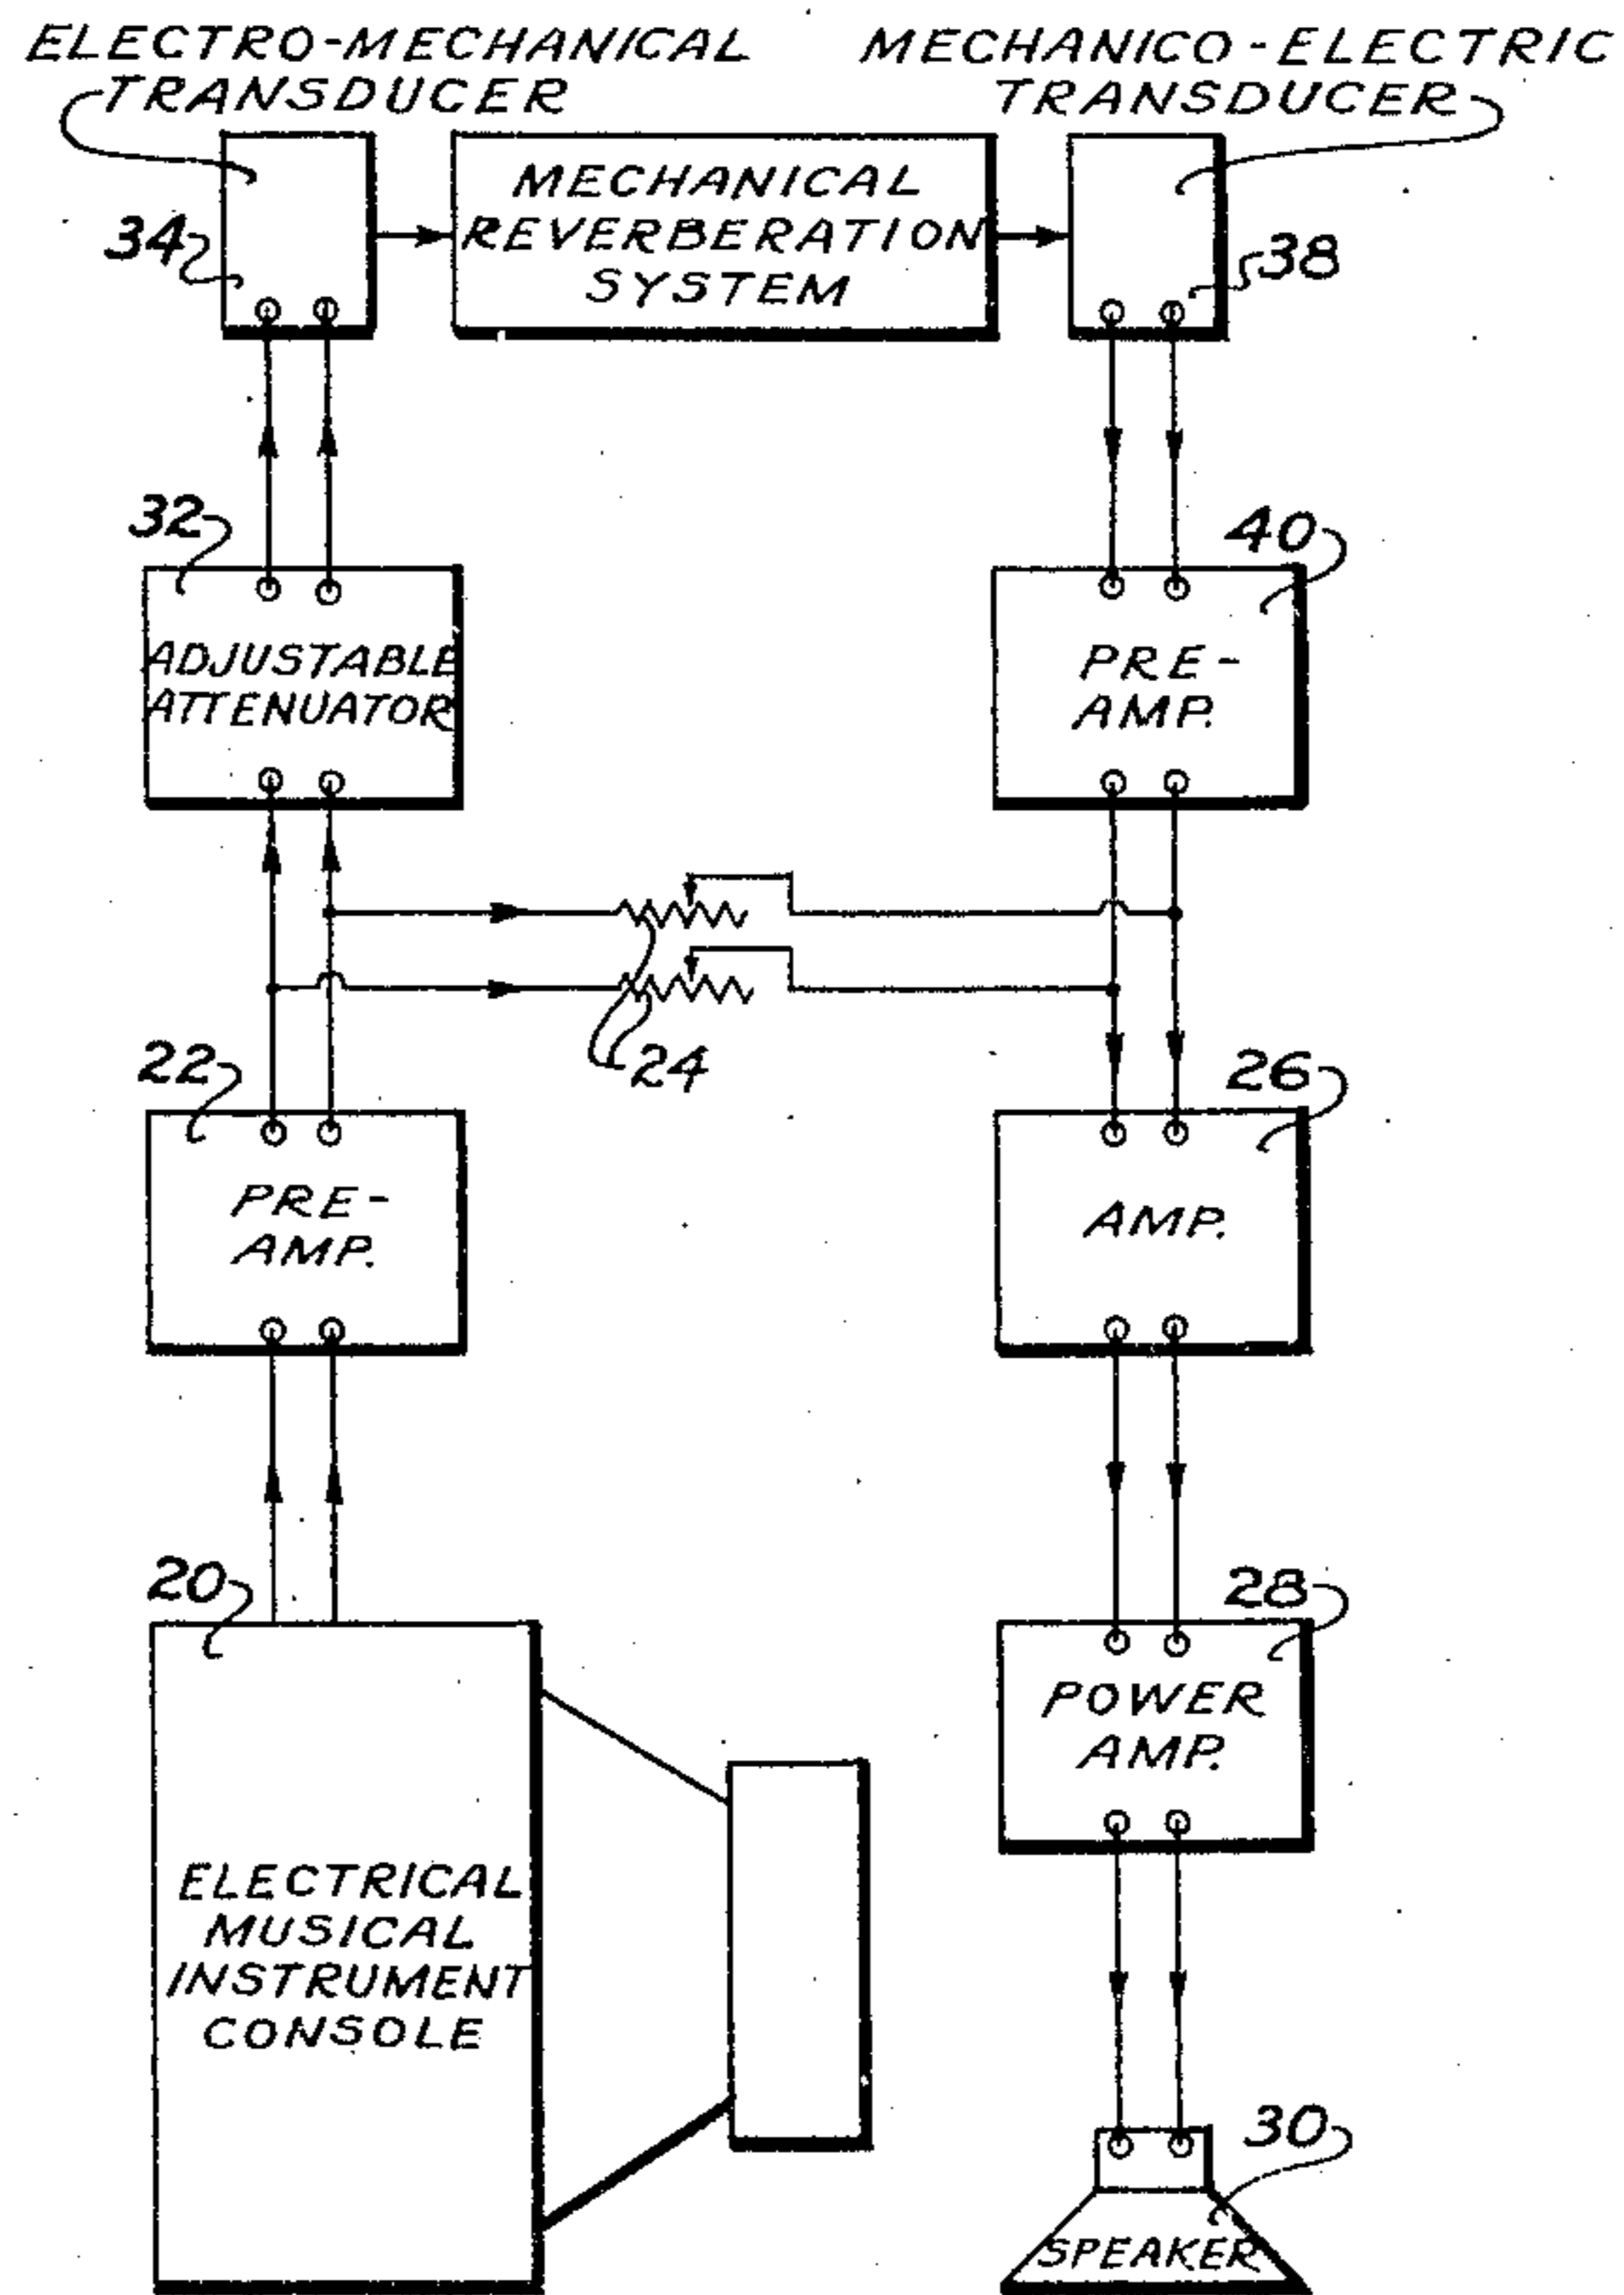 ELECTRO-MECHANICAL
TRANSDUCER
MECHANICO-ELECTRIC
TRANSDUCER
34
MECHANICAL
REVERBERATION
SYSTEM
38
32
ADJUSTABLE
ATTENUATOR
40
PRE-
AMP.
24
22
PRE-
AMP.
26
AMP.
20
ELECTRICAL
MUSICAL
INSTRUMENT
CONSOLE
28
POWER
AMP.
30
SPEAKER